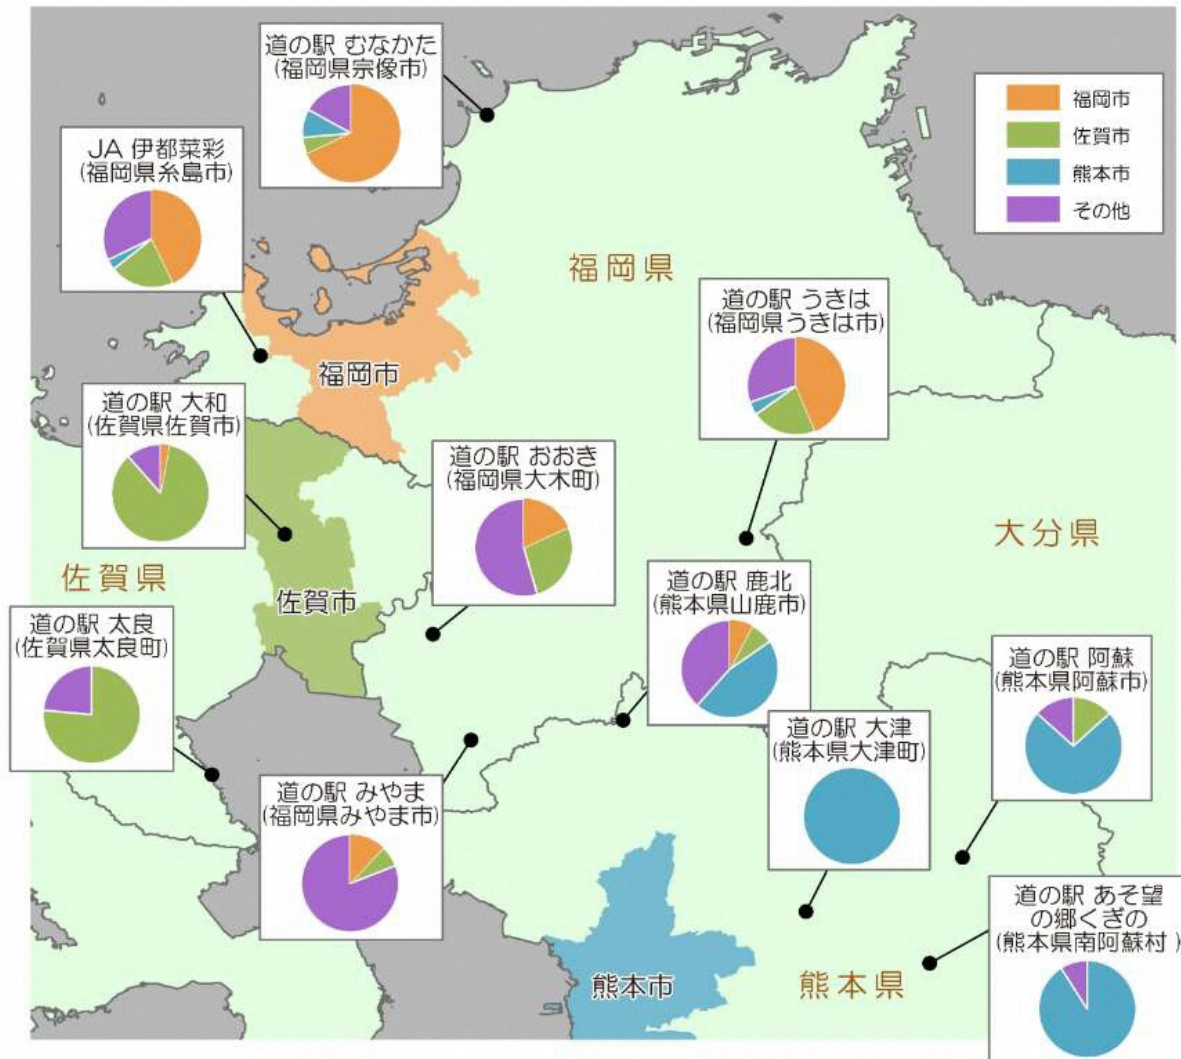 道の駅 むなかた
(福岡県宗像市)
福岡市
佐賀市
熊本市
その他
JA 伊都菜彩
(福岡県糸島市)
福岡県
道の駅 うきは
(福岡県うきは市)
福岡市
道の駅 大和
(佐賀県佐賀市)
道の駅 おおき
(福岡県大木町)
大分県
佐賀県
佐賀市
道の駅 鹿北
(熊本県山鹿市)
道の駅 太良
(佐賀県太良町)
道の駅 阿蘇
(熊本県阿蘇市)
道の駅 大津
(熊本県大津町)
道の駅 みやま
(福岡県みやま市)
道の駅 あそ望
の郷くぎの
(熊本県南阿蘇村 )
熊本市
熊本県